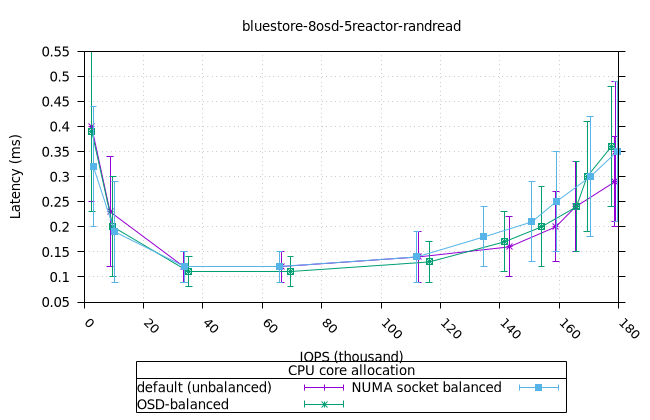 bluestore-8osd-5reactor-randread
0.55
0.5
0.45
0.4
0.35
0.3
0.25
0.2
0.15
0.1
0.05
Latency (ms)
0 20 40 60 80 100 120 140 160 180
IOPS (thousand)
CPU core allocation
default (unbalanced) NUMA socket balanced
OSD-balanced